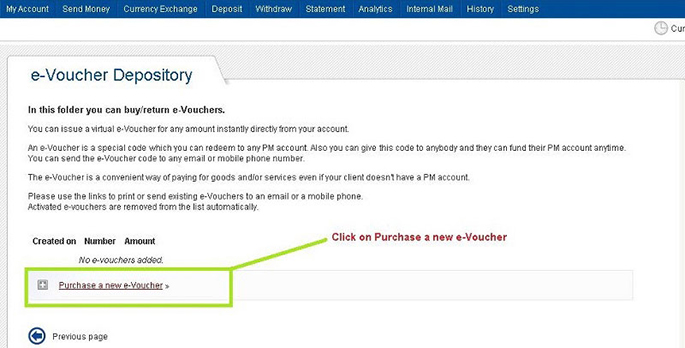 My Account Send Money Currency Exchange Deposit Withdraw Statement Analytics Internal Mail History Settings
Cur
e-Voucher Depository
In this folder you can buy/return e-Vouchers.
You can issue a virtual e-Voucher for any amount instantly directly from your account.
An e-Voucher is a special code which you can redeem to any PM account. Also you can give this code to anybody and they can fund their PM account anytime.
You can send the e-Voucher code to any email or mobile phone number.
The e-Voucher is a convenient way of paying for goods and/or services even if your client doesn't have a PM account.
Please use the links to print or send existing e-Vouchers to an email or a mobile phone.
Activated e-vouchers are removed from the list automatically.
Created on Number Amount
Click on Purchase a new e-Voucher
No e-vouchers added.
Purchase a new e-Voucher »
Previous page